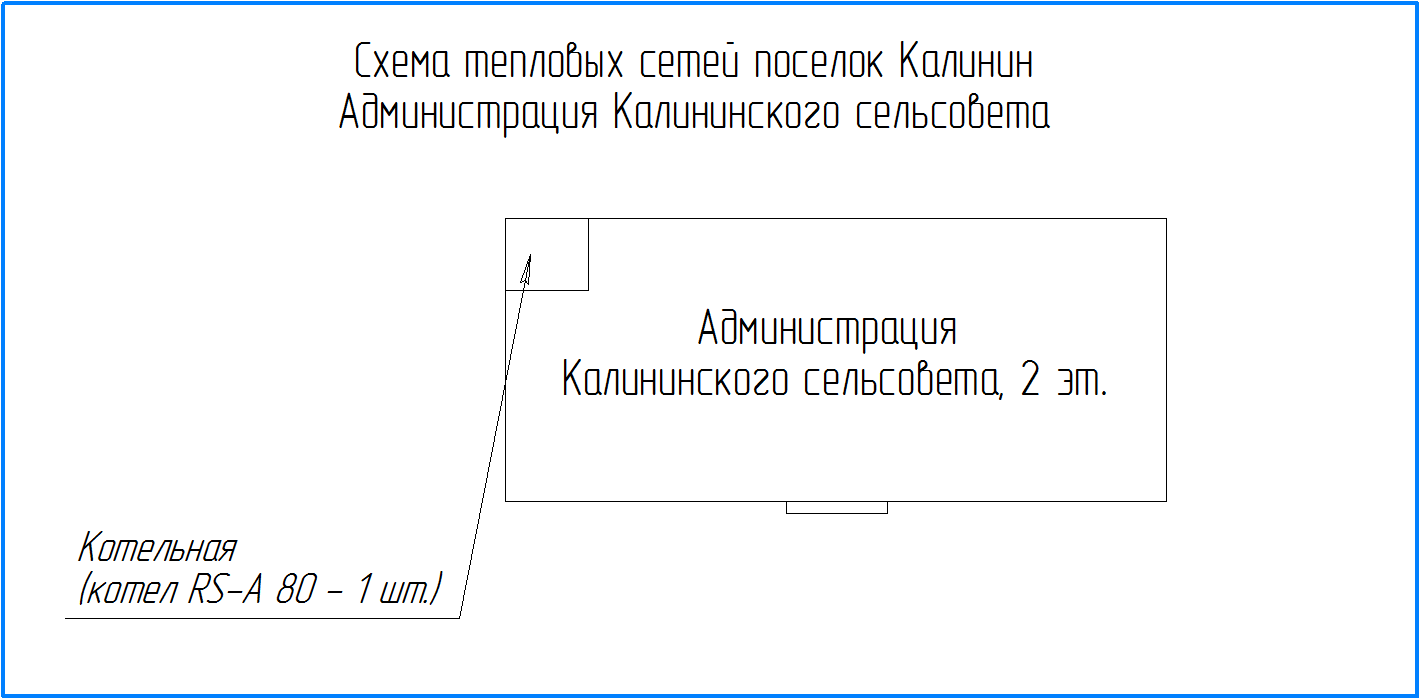 Схема тепловых сетей поселок Калинин
Администрация Калининского сельсовета
Администрация
Калининского сельсовета, 2 эт.
Котельная
(котел RS-A 80 - 1 шт.)